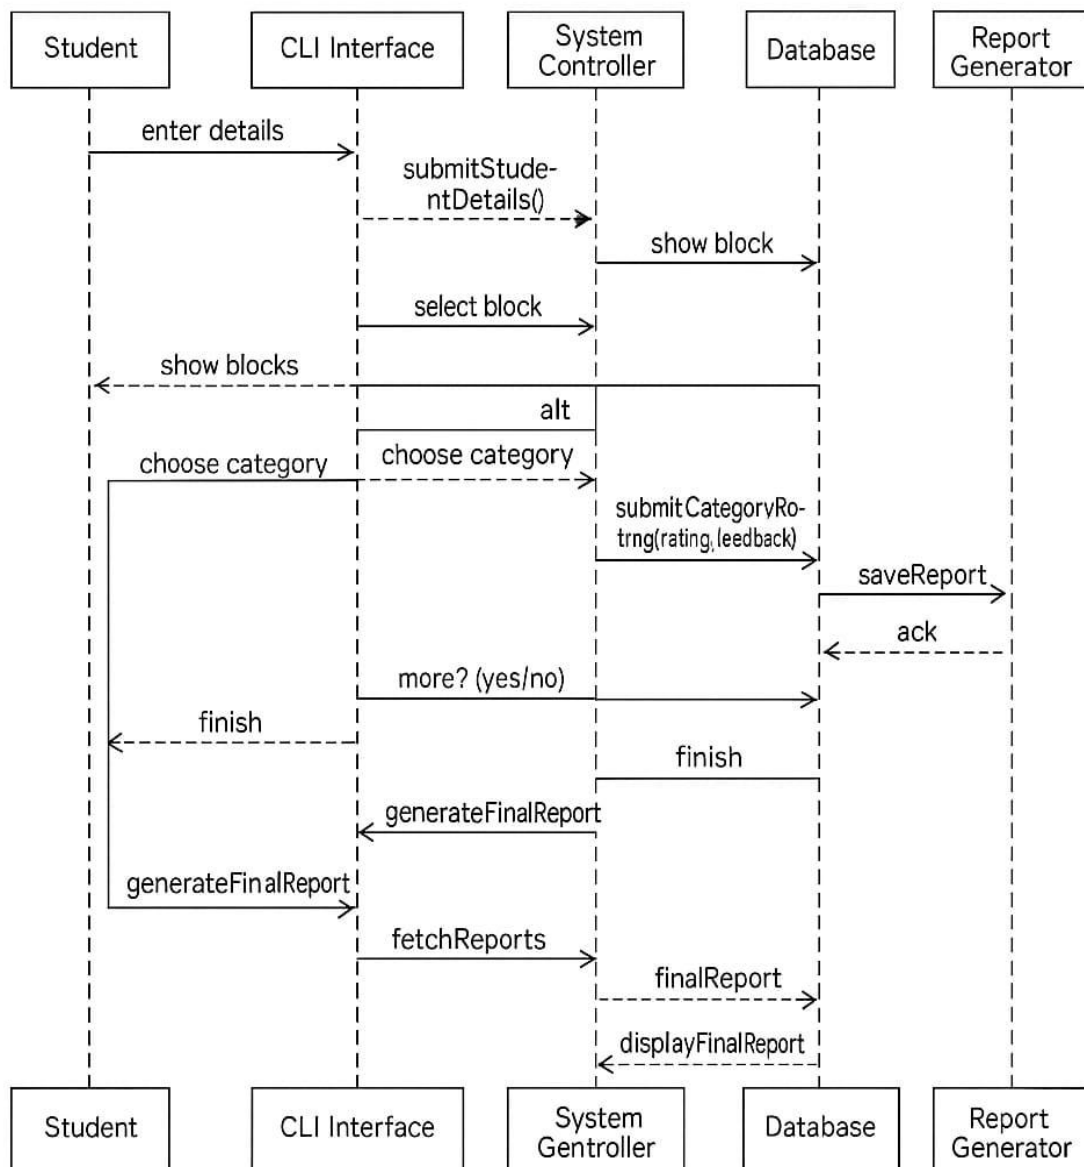 Student
CLI Interface
System
Controller
Database
Report
Generator
enter details
submitStude-
ntDetails()
show block
select block
show blocks
alt
choose category
choose category
submitCategoryRo-
trng(rating, leedback)
saveReport
ack
more? (yes/no)
finish
finish
generateFinalReport
generateFinalReport
fetchReports
finalReport
displayFinalReport
Student
CLI Interface
System
Gentroller
Database
Report
Generator